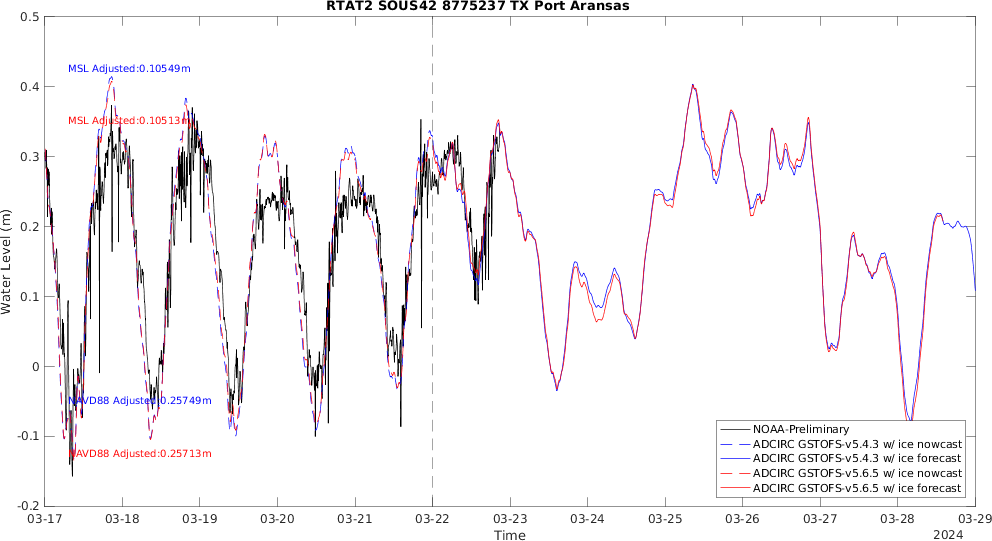 RTAT2 SOUS42 8775237 TX Port Aransas
0.5
0.4
0.3
0.2
0.1
0
-0.1
-0.2
Water Level (m)
MSL Adjusted:0.10549m
MSL Adjusted:0.10513m
NAVD88 Adjusted:0.25749m
NAVD88 Adjusted:0.25713m
NOAA-Preliminary
ADCIRC GSTOFS-v5.4.3 w/ ice nowcast
ADCIRC GSTOFS-v5.4.3 w/ ice forecast
ADCIRC GSTOFS-v5.6.5 w/ ice nowcast
ADCIRC GSTOFS-v5.6.5 w/ ice forecast
03-17 03-18 03-19 03-20 03-21 03-22 03-23 03-24 03-25 03-26 03-27 03-28 03-29
Time
2024